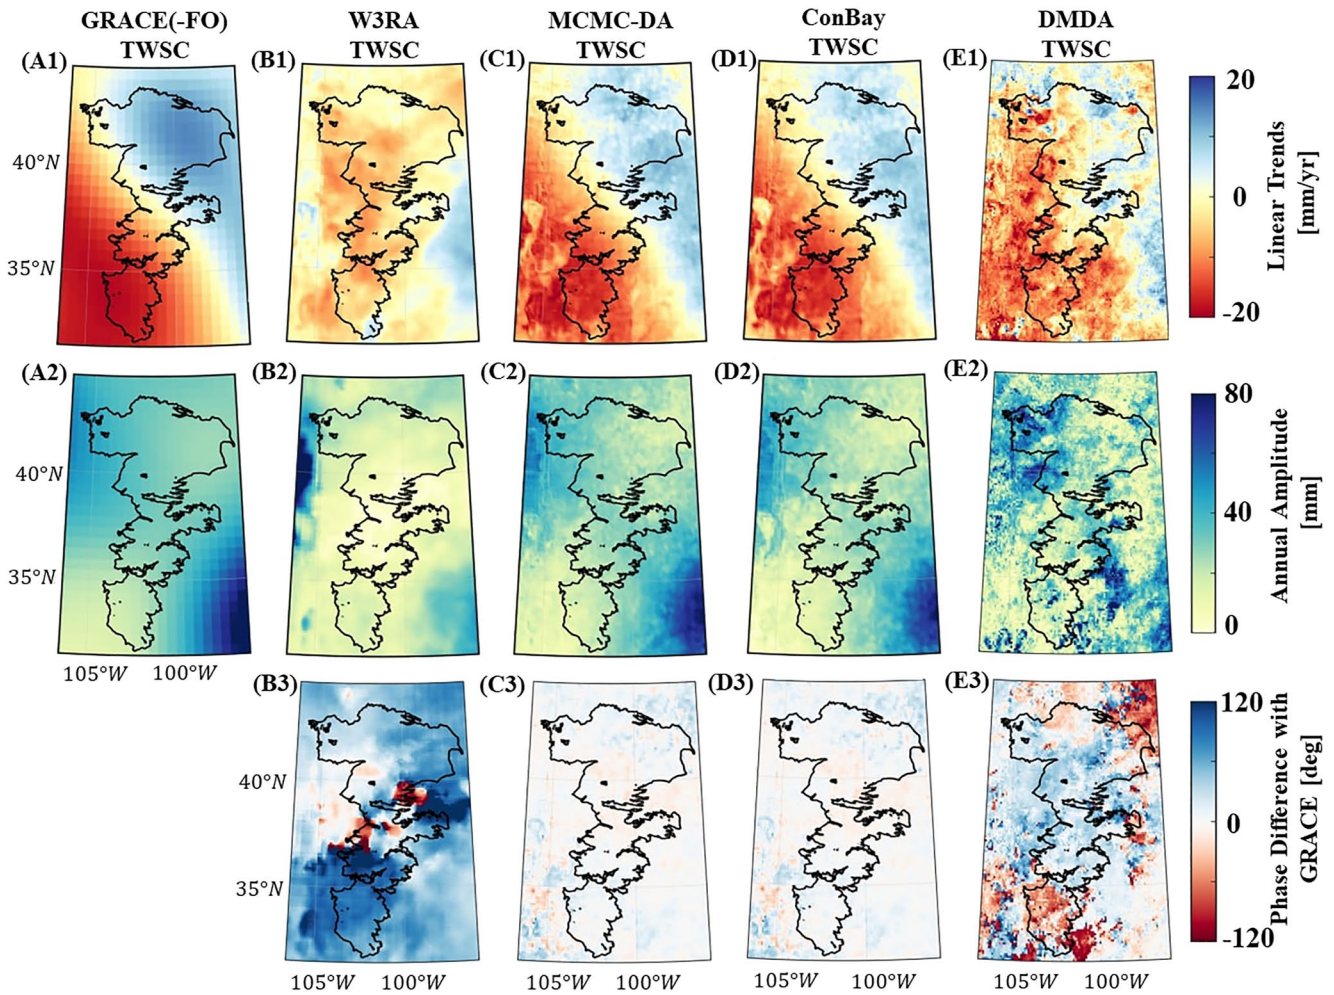 GRACE(-FO)
TWSC
W3RA
TWSC
MCMC-DA
TWSC
ConBay
TWSC
DMDA
TWSC
(A1)
(B1)
(C1)
(D1)
(E1)
40°N
35°N
20
0
-20
Linear Trends
[mm/yr]
(A2)
(B2)
(C2)
(D2)
(E2)
40°N
35°N
105°W 100°W
80
40
0
Annual Amplitude
[mm]
(B3)
(C3)
(D3)
(E3)
40°N
35°N
105°W 100°W
105°W 100°W
105°W 100°W
105°W 100°W
120
0
-120
Phase Difference with
GRACE [deg]